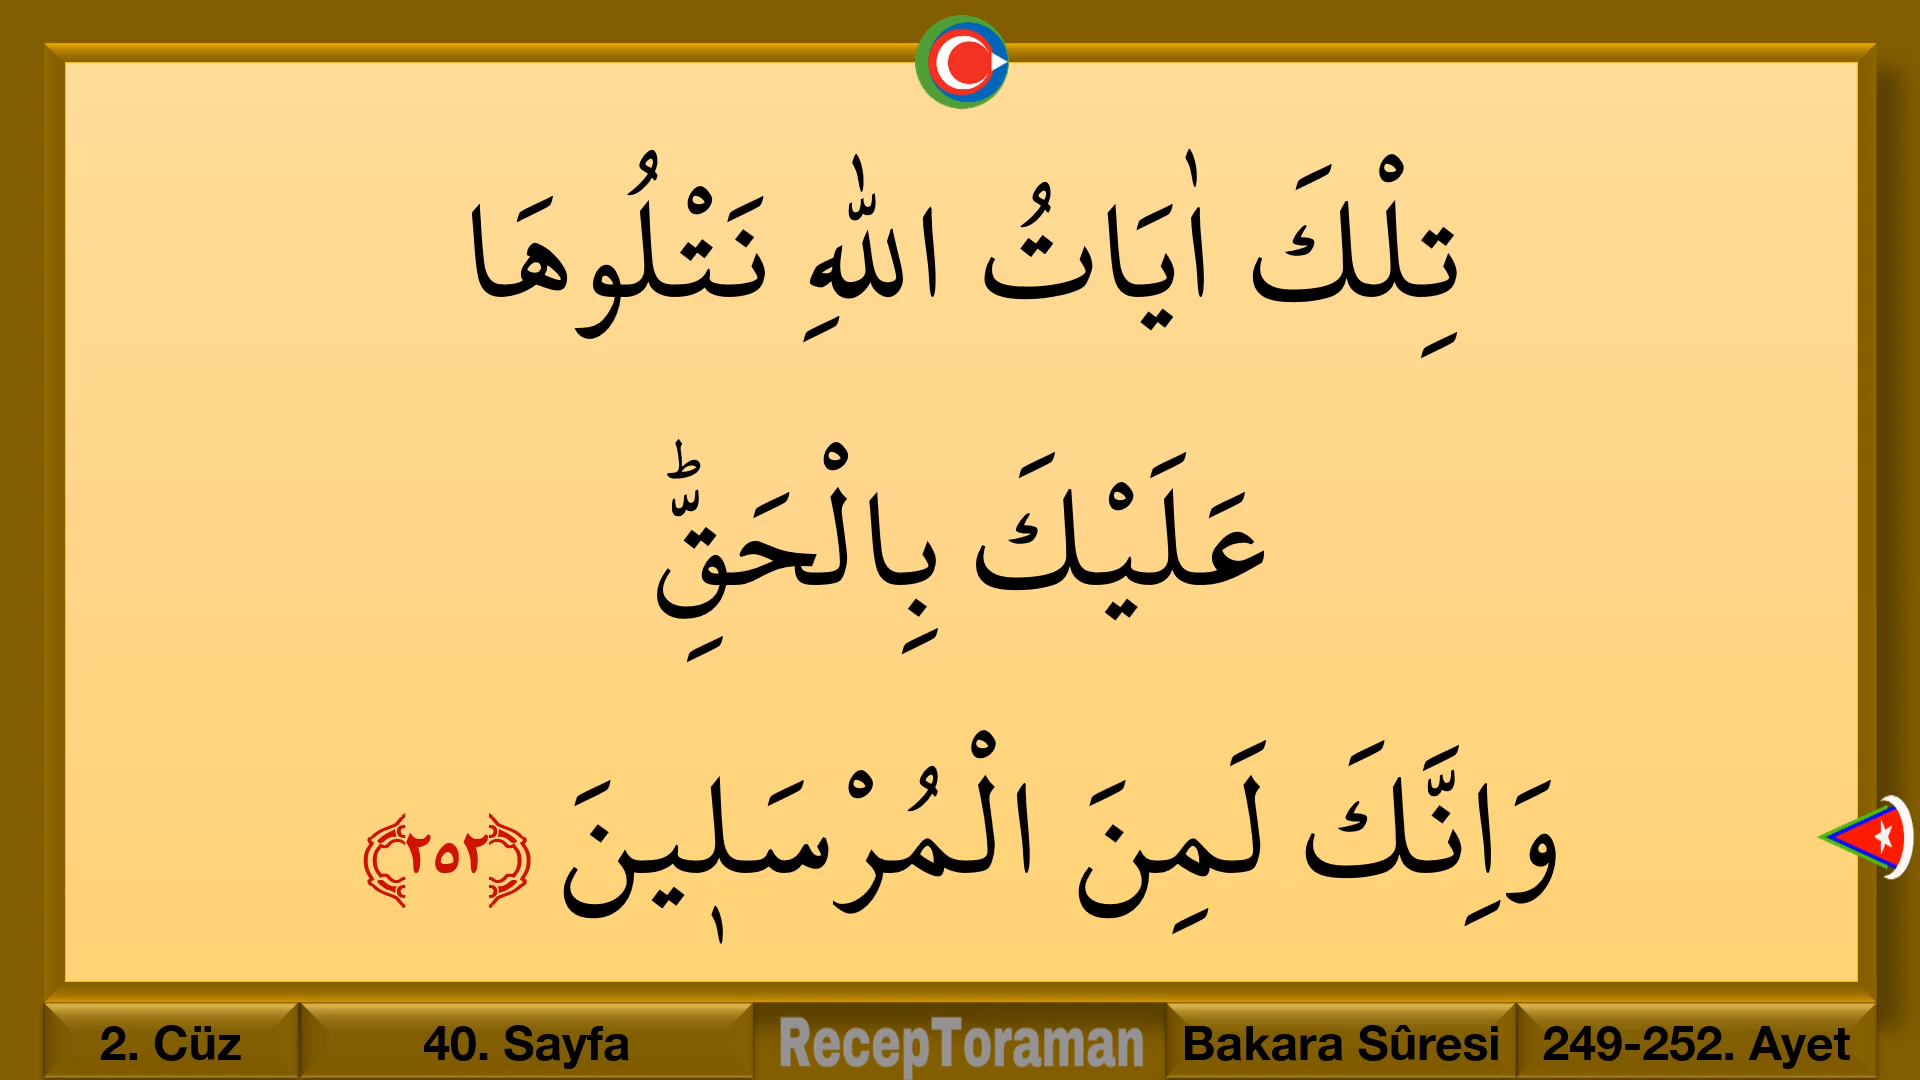 تِلْكَ اٰيَاتُ اللّٰهِ نَتْلُوهَا
عَلَيْكَ بِالْحَقِّۜ
وَاِنَّكَ لَمِنَ الْمُرْسَلٖينَ ﴿٢٥٢﴾
2. Cüz
40. Sayfa
RecepToraman
Bakara Sûresi
249-252. Ayet